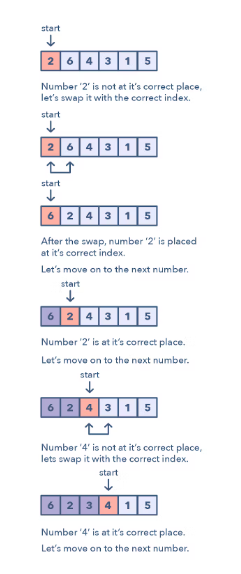 start
2 6 4 3 1 5
Number '2' is not at it's correct place,
let's swap it with the correct index.
start
2 6 4 3 1 5
start
6 2 4 3 1 5
After the swap, number '2' is placed
at it's correct index.
Let's move on to the next number.
start
6 2 4 3 1 5
Number '2' is at it's correct place.
Let's move on to the next number.
start
6 2 4 3 1 5
Number '4' is not at it's correct place,
lets swap it with the correct index.
start
6 2 3 4 1 5
Number '4' is at it's correct place.
Let's move on to the next number.